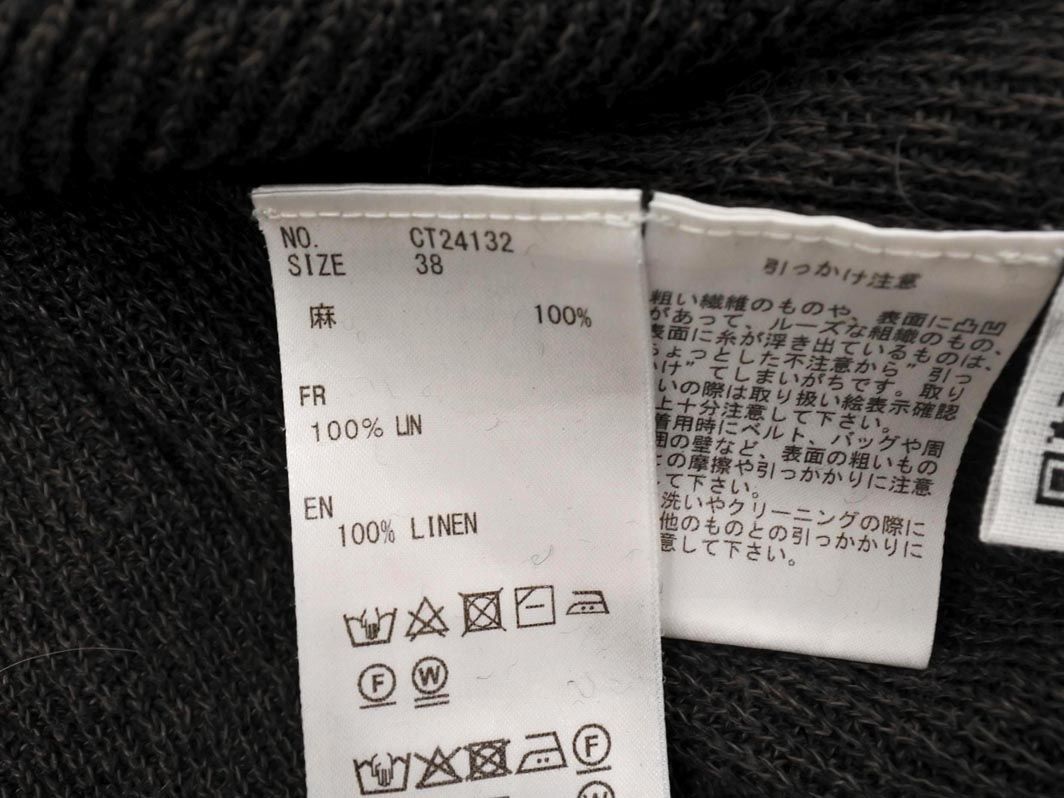 NO. CT24132
SIZE 38
麻 100%
FR
100% LIN
EN
100% LINEN
F
W
F
W
引っかけ注意
粗い繊維のものや、表面に凸凹
があって、ルーズな組織のもの、
表面に糸が浮き出ているものは、
ちょっとした不注意から"引っ
かけ"てしまいがちです。取り
いの際は取り扱い絵表示確認
上十分注意して下さい。
着用時にベルト、バッグや周
囲の壁など、表面の粗いもの
との摩擦や引っかかりに注意
して下さい。
洗いやクリーニングの際に
他のものとの引っかかりに
意して下さい。